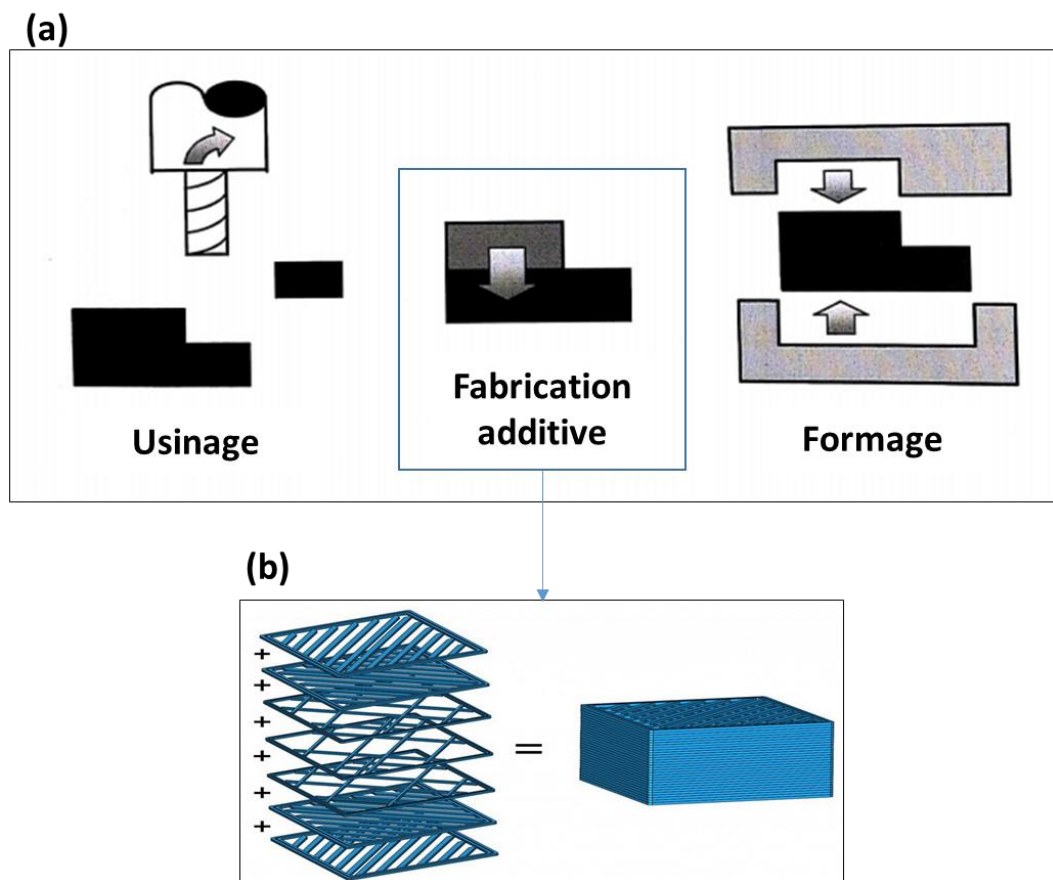 (a)
Usinage
Fabrication
additive
Formage
(b)
+
+
+
+
+
+
=